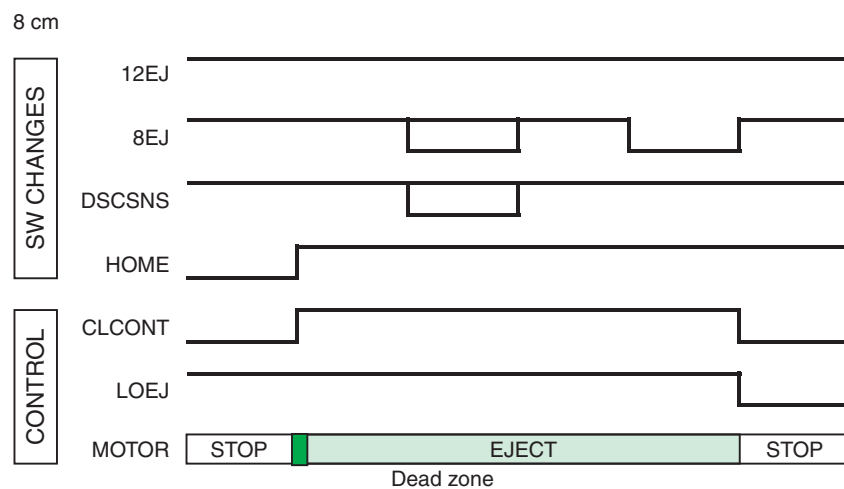 8 cm
SW CHANGES
12EJ
8EJ
DSCSNS
HOME
CONTROL
CLCONT
LOEJ
MOTOR STOP EJECT STOP
Dead zone